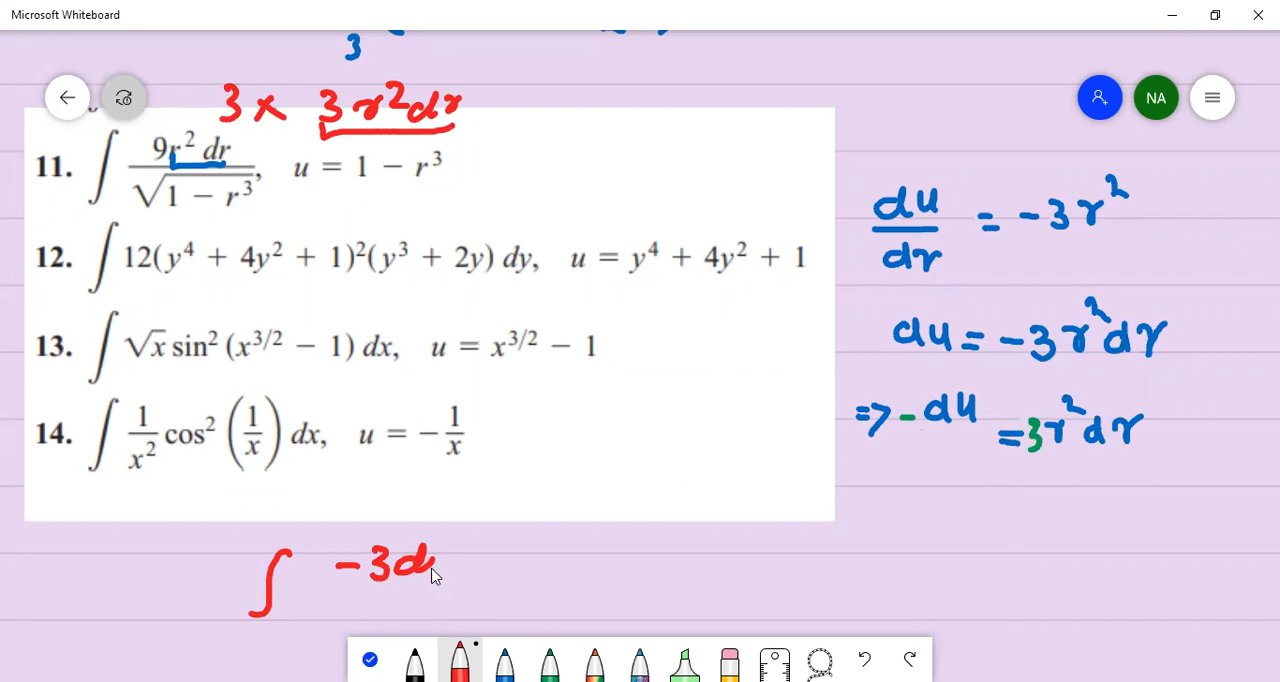 Microsoft Whiteboard
3
3 × 3r²dr
NA
11. ∫ 9r² dr / √(1 − r³), u = 1 − r³
du/dr = -3r²
12. ∫ 12(y⁴ + 4y² + 1)²(y³ + 2y) dy, u = y⁴ + 4y² + 1
13. ∫ √x sin² (x^{3/2} − 1) dx, u = x^{3/2} − 1
du = -3r²dr
14. ∫ 1/x² cos² (1/x) dx, u = −1/x
=> -du = 3r²dr
∫ -3d